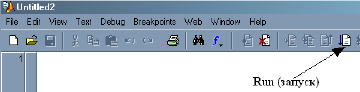 Untitled2
File Edit View Text Debug Breakpoints Web Window Help
1
Run (запуск)